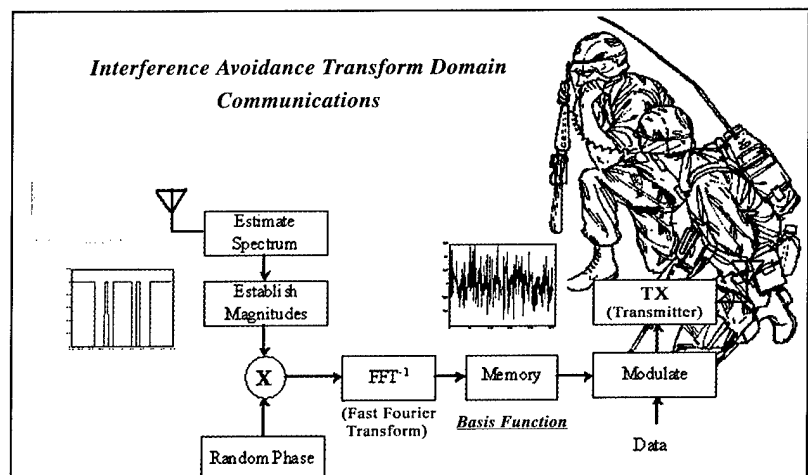 Interference Avoidance Transform Domain
Communications
Estimate
Spectrum
Establish
Magnitudes
X
FFT⁻¹
(Fast Fourier
Transform)
Memory
Basis Function
Modulate
TX
(Transmitter)
Data
Random Phase